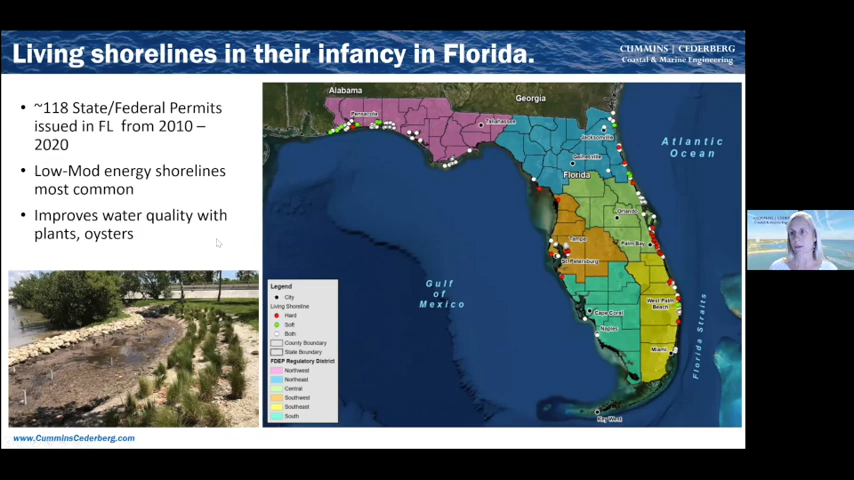 Living shorelines in their infancy in Florida.
CUMMINS | CEDERBERG
Coastal & Marine Engineering
• ~118 State/Federal Permits
issued in FL from 2010 –
2020
• Low-Mod energy shorelines
most common
• Improves water quality with
plants, oysters
www.CumminsCederberg.com
Alabama
Georgia
Pensacola
Tallahassee
Jacksonville
Gainesville
Atlantic
Ocean
Florida
Orlando
Tampa
Palm Bay
St. Petersburg
Gulf
of
Mexico
West Palm
Beach
Cape Coral
Naples
Miami
Florida Straits
Key West
Legend
City
Living Shoreline
Hard
Soft
Both
County Boundary
State Boundary
FDEP Regulatory District
Northwest
Northeast
Central
Southwest
Southeast
South